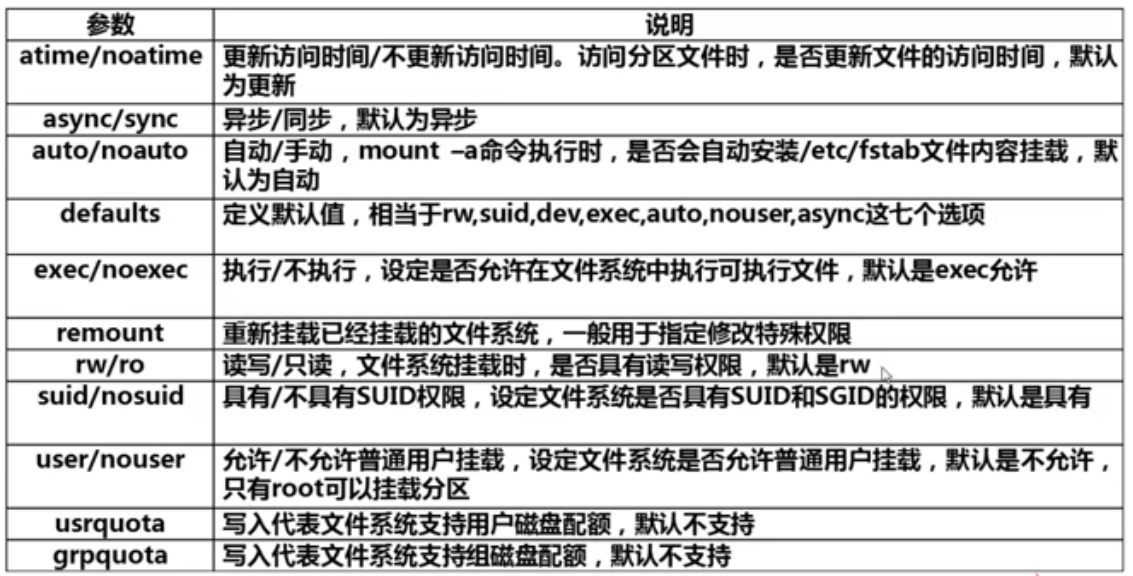 参数 说明
atime/noatime 更新访问时间/不更新访问时间。访问分区文件时，是否更新文件的访问时间，默认
为更新
async/sync 异步/同步，默认为异步
auto/noauto 自动/手动，mount –a命令执行时，是否会自动安装/etc/fstab文件内容挂载，默
认为自动
defaults 定义默认值，相当于rw,suid,dev,exec,auto,nouser,async这七个选项
exec/noexec 执行/不执行，设定是否允许在文件系统中执行可执行文件，默认是exec允许
remount 重新挂载已经挂载的文件系统，一般用于指定修改特殊权限
rw/ro 读写/只读，文件系统挂载时，是否具有读写权限，默认是rw
suid/nosuid 具有/不具有SUID权限，设定文件系统是否具有SUID和SGID的权限，默认是具有
user/nouser 允许/不允许普通用户挂载，设定文件系统是否允许普通用户挂载，默认是不允许，
只有root可以挂载分区
usrquota 写入代表文件系统支持用户磁盘配额，默认不支持
grpquota 写入代表文件系统支持组磁盘配额，默认不支持